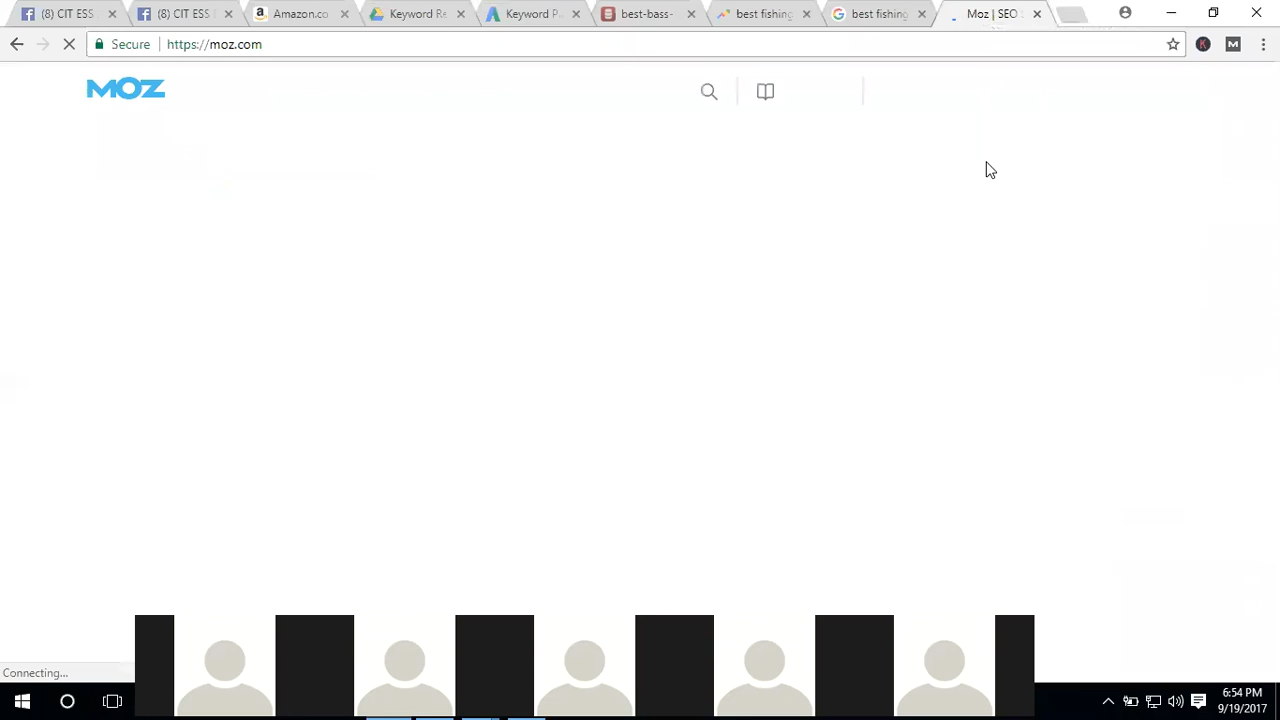 (8) CIT ESS
(8) CIT ESS
Amazon.co
Keyword Re
Keyword P
best-bass-
best fishing
best fishing
Moz | SEO
Secure
https://moz.com
K
M
MOZ
Connecting...
6:54 PM
9/19/2017